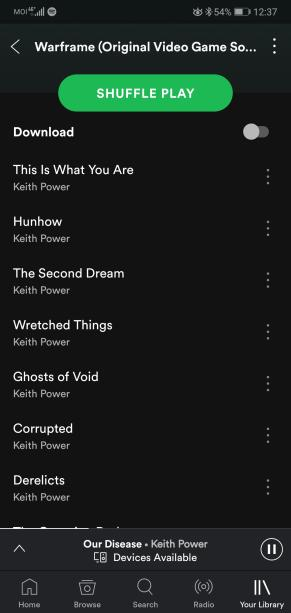 MOI 4G+ 54% 12:37
Warframe (Original Video Game So...
SHUFFLE PLAY
Download
This Is What You Are
Keith Power
Hunhow
Keith Power
The Second Dream
Keith Power
Wretched Things
Keith Power
Ghosts of Void
Keith Power
Corrupted
Keith Power
Derelicts
Keith Power
Our Disease • Keith Power
Devices Available
Home Browse Search Radio Your Library